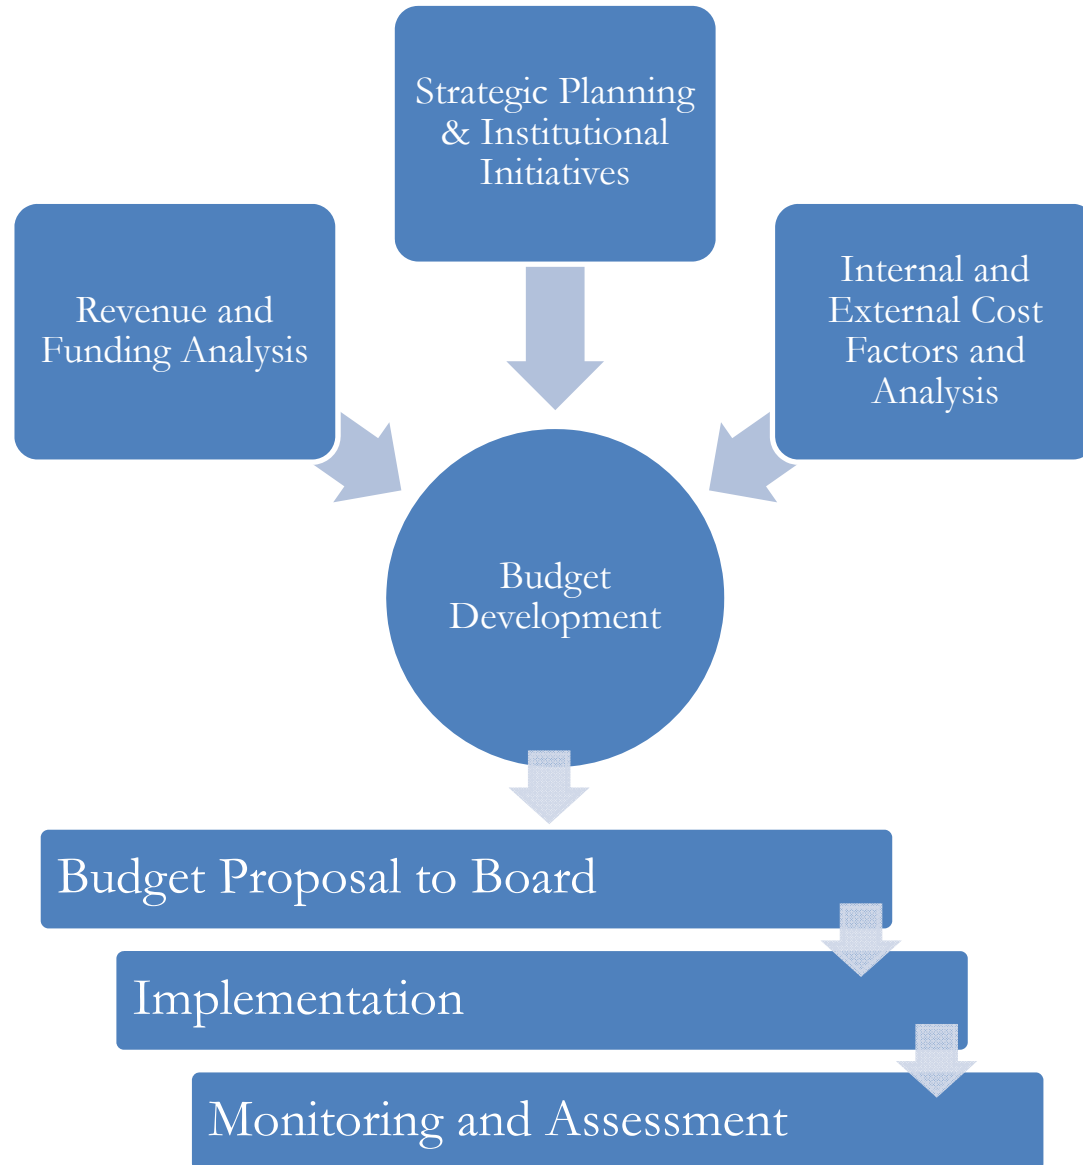 Strategic Planning
& Institutional
Initiatives
Revenue and
Funding Analysis
Internal and
External Cost
Factors and
Analysis
Budget
Development
Budget Proposal to Board
Implementation
Monitoring and Assessment